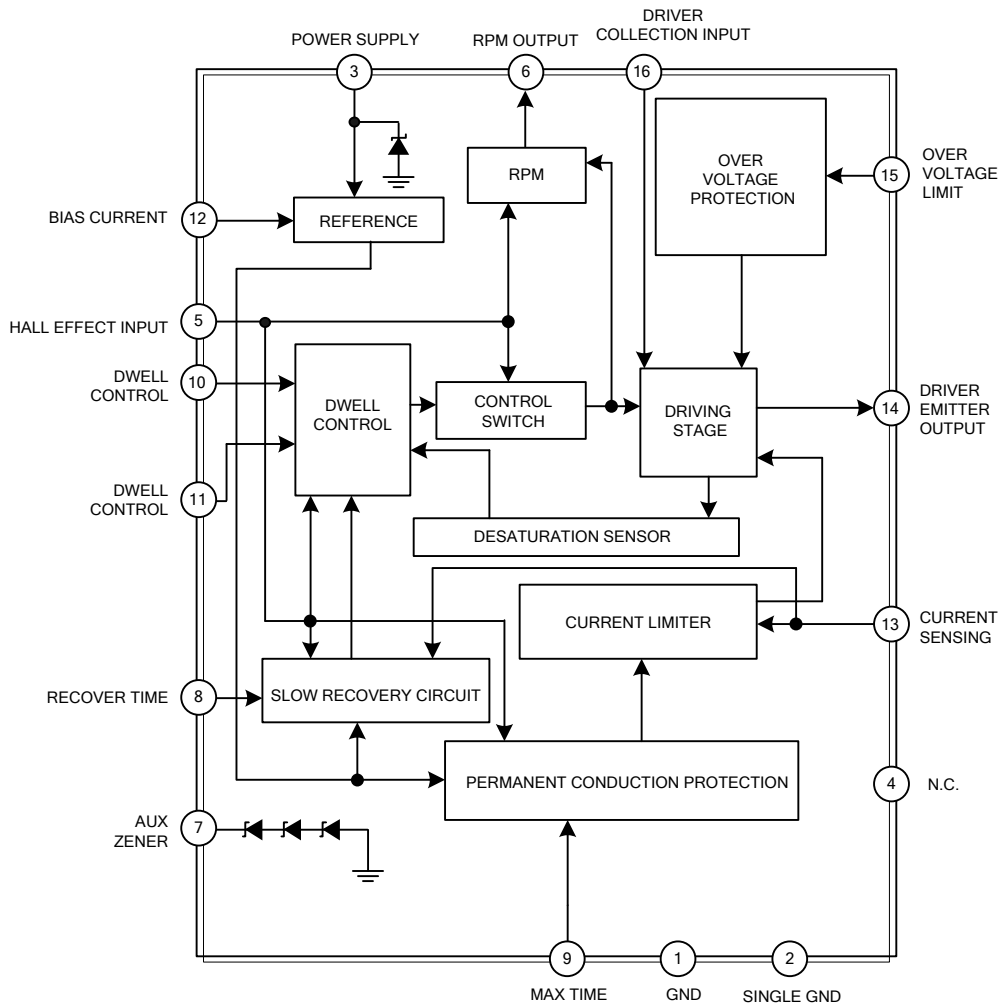 POWER SUPPLY
RPM OUTPUT
DRIVER
COLLECTION INPUT
3
6
16
OVER
VOLTAGE
PROTECTION
RPM
15
OVER
VOLTAGE
LIMIT
BIAS CURRENT
12
REFERENCE
HALL EFFECT INPUT
5
DWELL
CONTROL
10
DWELL
CONTROL
CONTROL
SWITCH
DRIVING
STAGE
14
DRIVER
EMITTER
OUTPUT
DWELL
CONTROL
11
DESATURATION SENSOR
CURRENT LIMITER
13
CURRENT
SENSING
RECOVER TIME
8
SLOW RECOVERY CIRCUIT
PERMANENT CONDUCTION PROTECTION
4
N.C.
AUX
ZENER
7
9
1
2
MAX TIME
GND
SINGLE GND